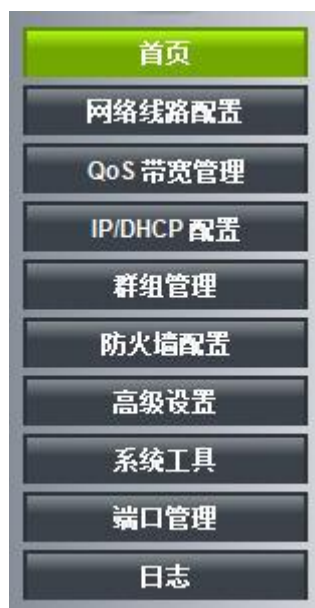 首页
网络线路配置
QoS 带宽管理
IP/DHCP 配置
群组管理
防火墙配置
高级设置
系统工具
端口管理
日志